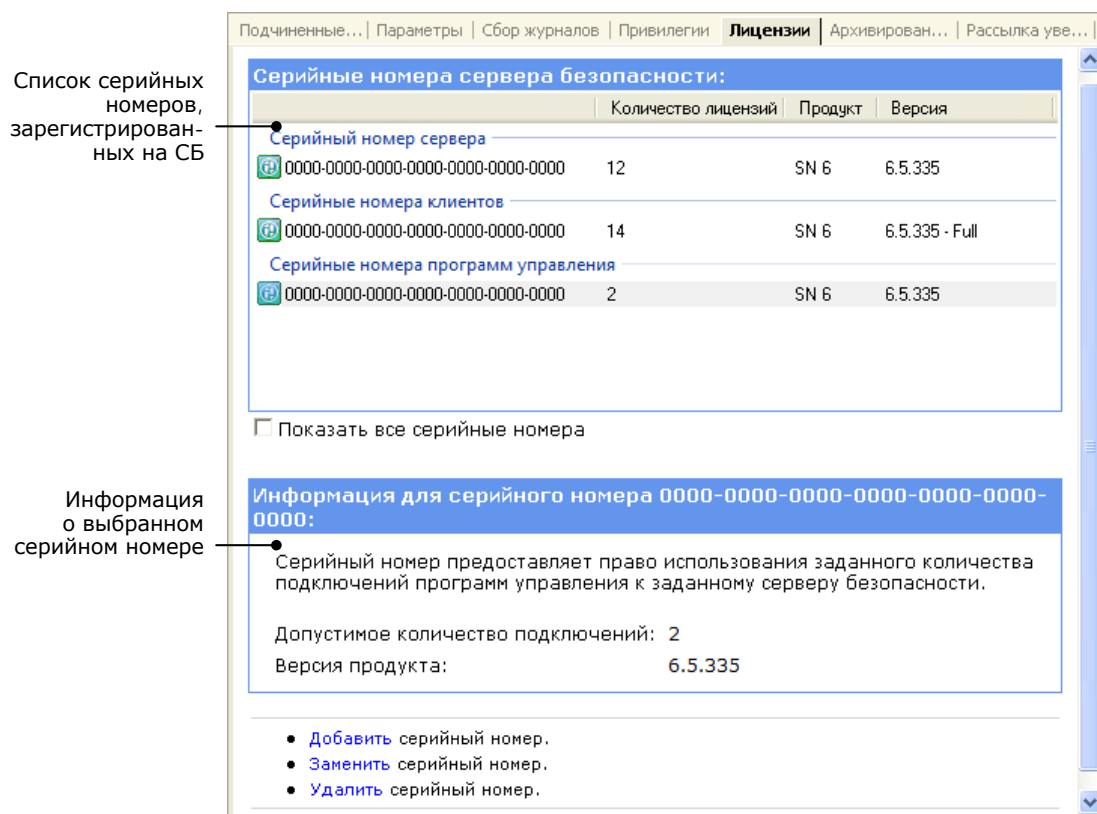 Подчиненные... | Параметры | Сбор журналов | Привилегии Лицензии Архивирован... | Рассылка уве... |
Список серийных
номеров,
зарегистрирован-
ных на СБ
Серийные номера сервера безопасности:
Количество лицензий Продукт Версия
Серийный номер сервера
0000-0000-0000-0000-0000-0000-0000 12 SN 6 6.5.335
Серийные номера клиентов
0000-0000-0000-0000-0000-0000-0000 14 SN 6 6.5.335 - Full
Серийные номера программ управления
0000-0000-0000-0000-0000-0000-0000 2 SN 6 6.5.335
Показать все серийные номера
Информация
о выбранном
серийном номере
Информация для серийного номера 0000-0000-0000-0000-0000-0000-
0000:
Серийный номер предоставляет право использования заданного количества
подключений программ управления к заданному серверу безопасности.
Допустимое количество подключений: 2
Версия продукта: 6.5.335
• Добавить серийный номер.
• Заменить серийный номер.
• Удалить серийный номер.